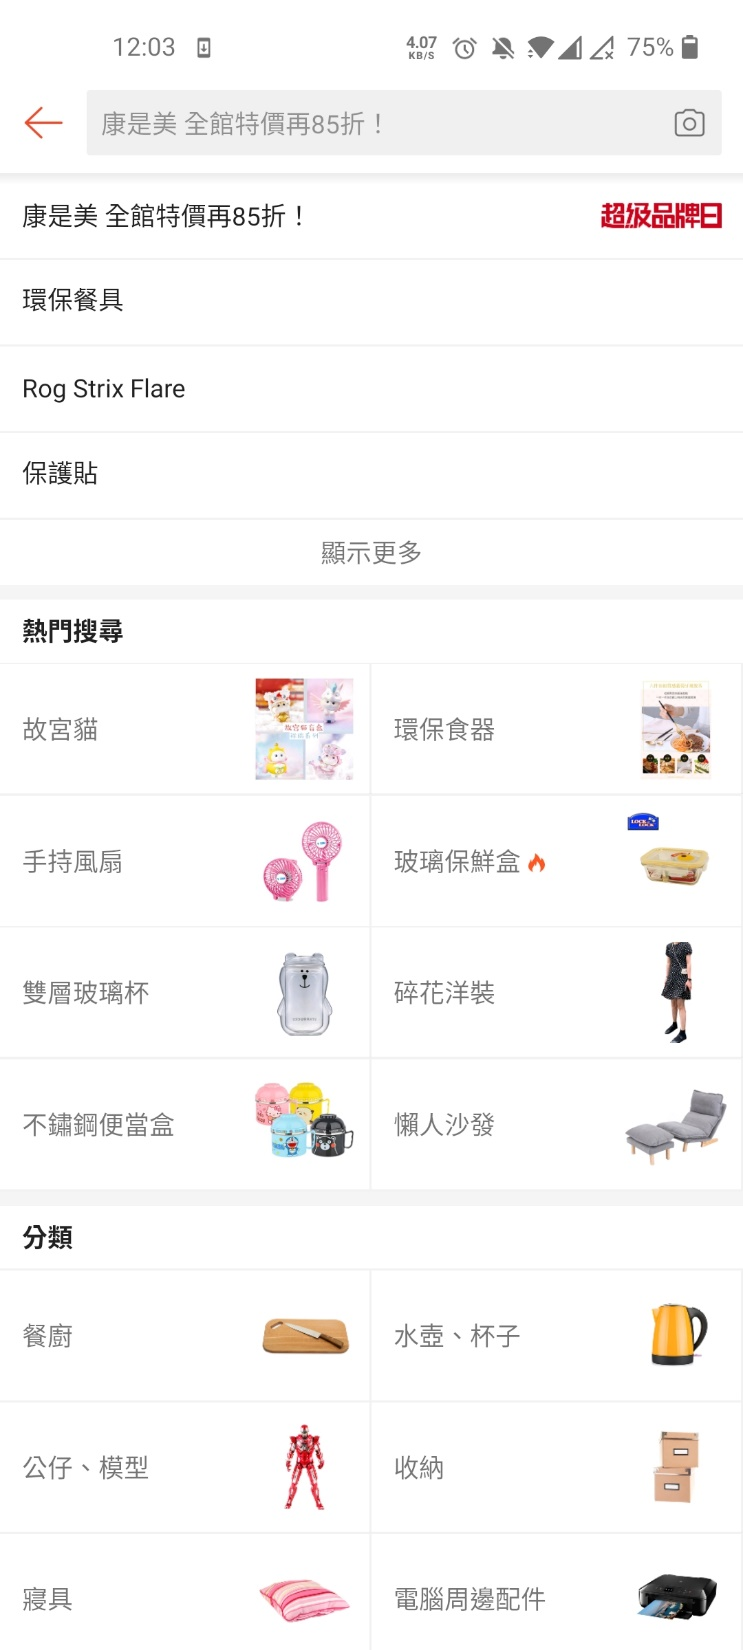 12:03
4.07
KB/S
75%
康是美 全館特價再85折！
康是美 全館特價再85折！
超級品牌日
環保餐具
Rog Strix Flare
保護貼
顯示更多
熱門搜尋
故宮貓
環保食器
手持風扇
玻璃保鮮盒
LOCK
LOCK
雙層玻璃杯
碎花洋裝
不鏽鋼便當盒
懶人沙發
分類
餐廚
水壺、杯子
公仔、模型
收納
寢具
電腦周邊配件